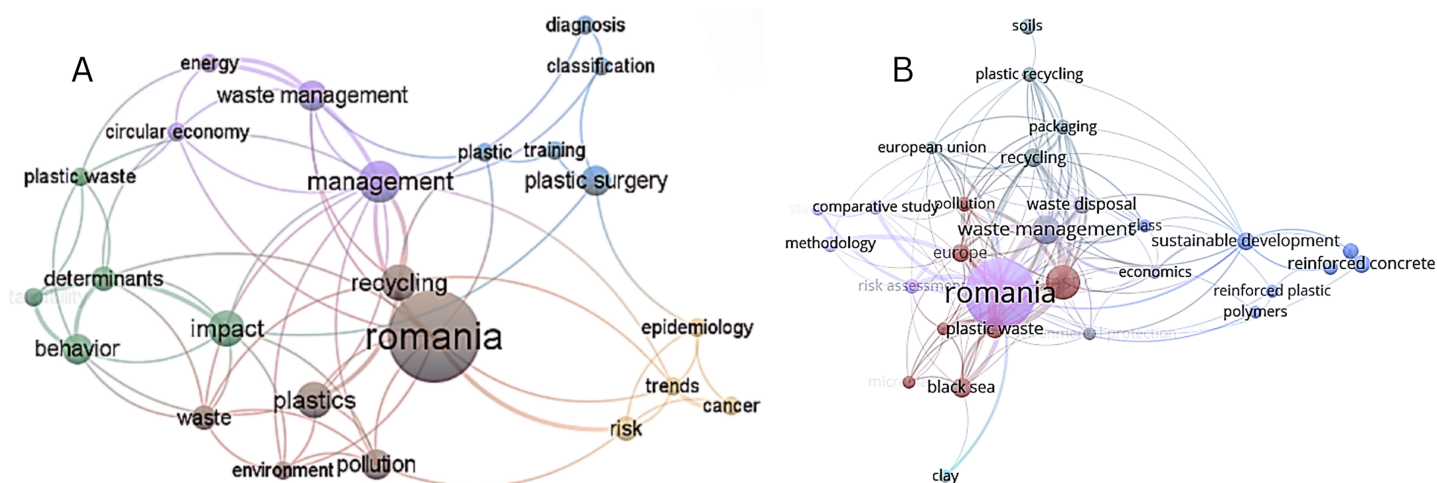 A
diagnosis
energy
classification
waste management
circular economy
plastic
training
plastic waste
management
plastic surgery
determinants
recycling
impact
romania
epidemiology
behavior
trends
plastics
cancer
waste
risk
environment
pollution
B
soils
plastic recycling
packaging
european union
recycling
comparative study
pollution
waste disposal
waste management
glass
methodology
europe
sustainable development
reinforced concrete
economics
risk assessment
romania
reinforced plastic
polymers
plastic waste
black sea
clay